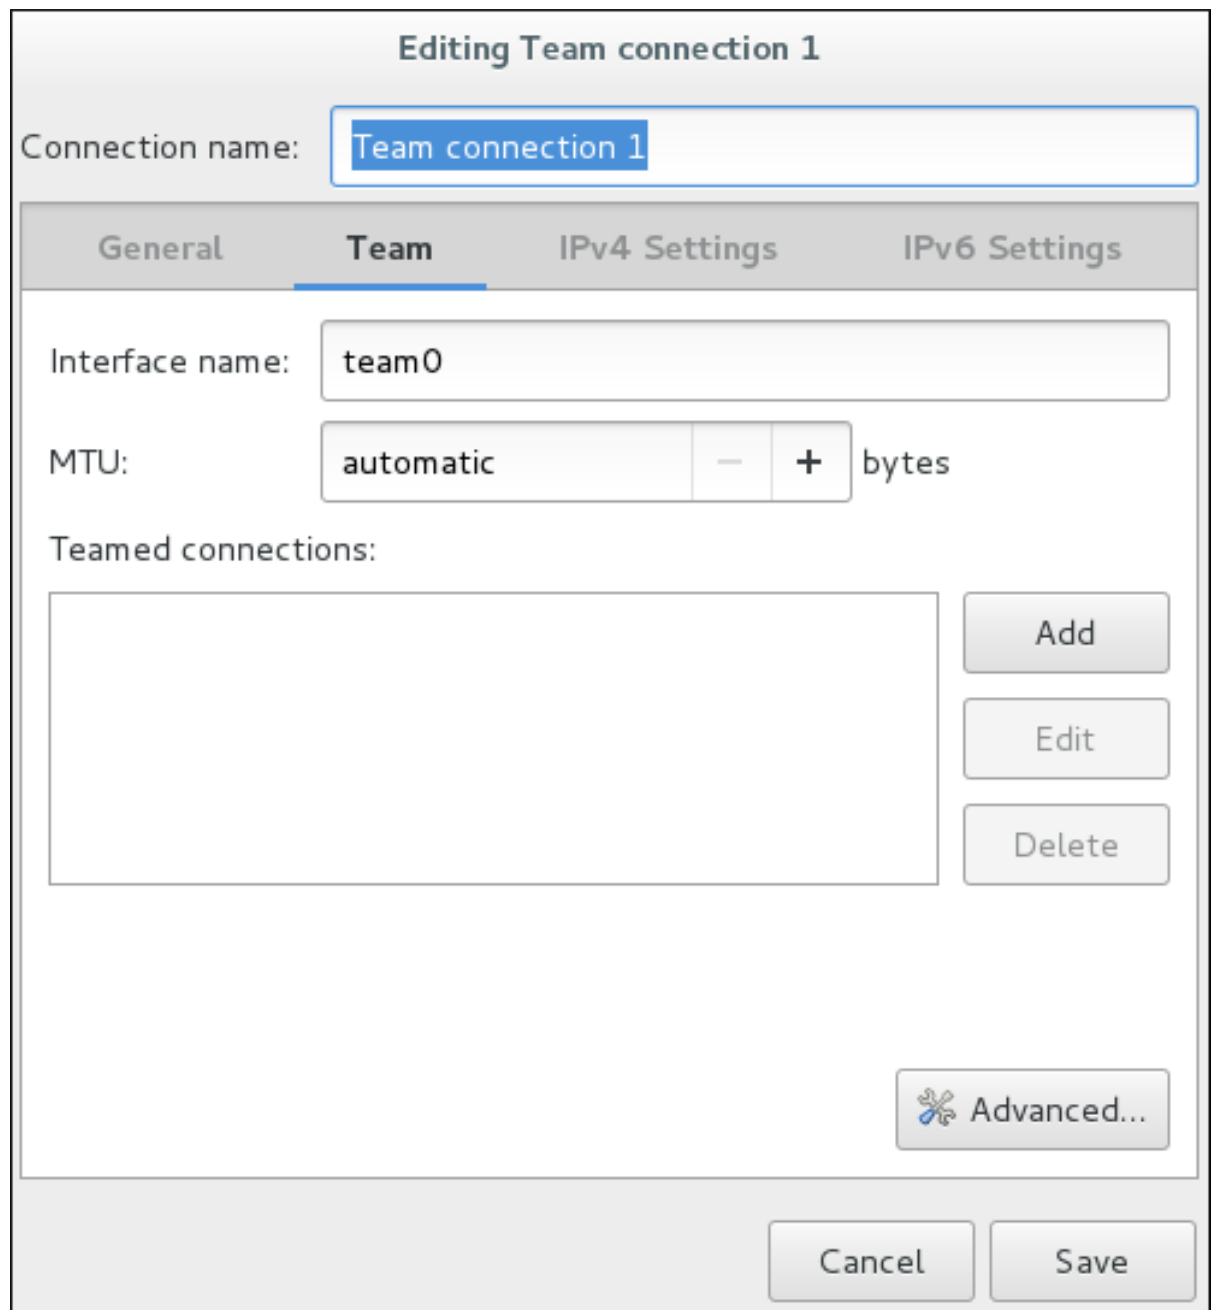 Editing Team connection 1
Connection name: Team connection 1
General Team IPv4 Settings IPv6 Settings
Interface name: team0
MTU: automatic − + bytes
Teamed connections:
Add
Edit
Delete
Advanced...
Cancel Save